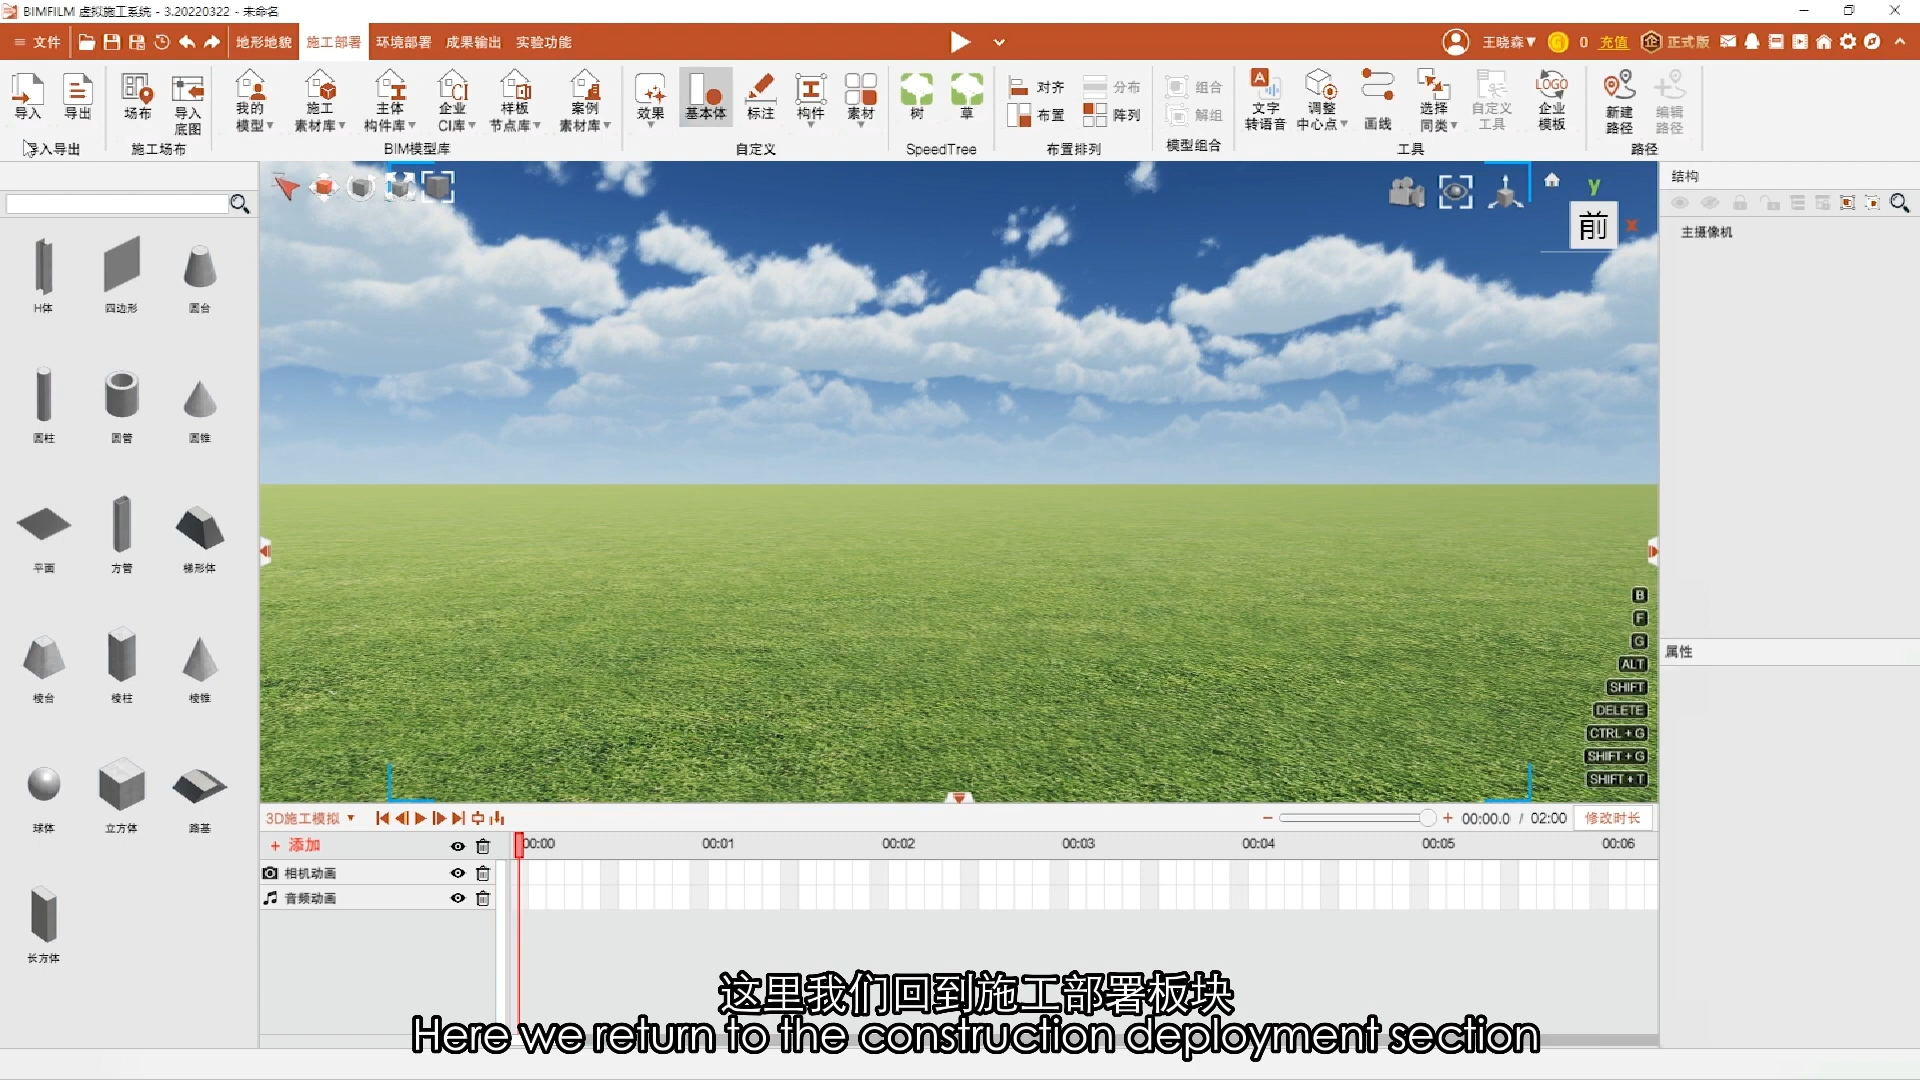 BIMFILM 虚拟施工系统 - 3.20220322 - 未命名
文件 地形地貌 施工部署 环境部署 成果输出 实验功能 王晓森 0 充值 正式版
导入 导出 场布 导入底图 我的模型 施工素材库 主体构件库 企业CI库 样板节点库 案例素材库 效果 基本体 标注 构件 素材 树 草 对齐 分布 布置 阵列 组合 解组 文字转语音 调整中心点 画线 选择同类 自定义工具 企业模板 新建路径 编辑路径
导入导出 施工场布 BIM模型库 自定义 SpeedTree 布置排列 模型组合 工具 路径
结构
主摄像机
y
前
x
H体 四边形 圆台
圆柱 圆管 圆锥
平面 方管 梯形体
棱台 棱柱 棱锥
球体 立方体 路基
长方体
B
F
G
ALT
SHIFT
DELETE
CTRL + G
SHIFT + G
SHIFT + T
属性
3D施工模拟 00:00.0 / 02:00 修改时长
+ 添加 00:00 00:01 00:02 00:03 00:04 00:05 00:06
相机动画
音频动画
这里我们回到施工部署板块
Here we return to the construction deployment section